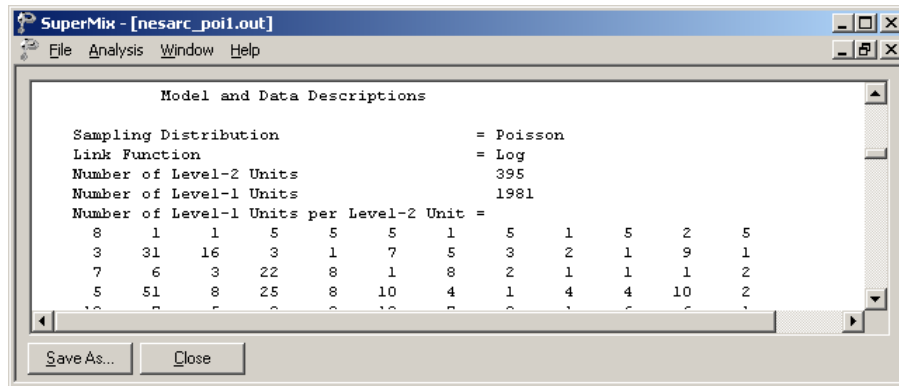 SuperMix - [nesarc_poi1.out]
File Analysis Window Help
Model and Data Descriptions
Sampling Distribution = Poisson
Link Function = Log
Number of Level-2 Units 395
Number of Level-1 Units 1981
Number of Level-1 Units per Level-2 Unit =
8 1 1 5 5 5 1 5 1 5 2 5
3 31 16 3 1 7 5 3 2 1 9 1
7 6 3 22 8 1 8 2 1 1 1 2
5 51 8 25 8 10 4 1 4 4 10 2
Save As... Close